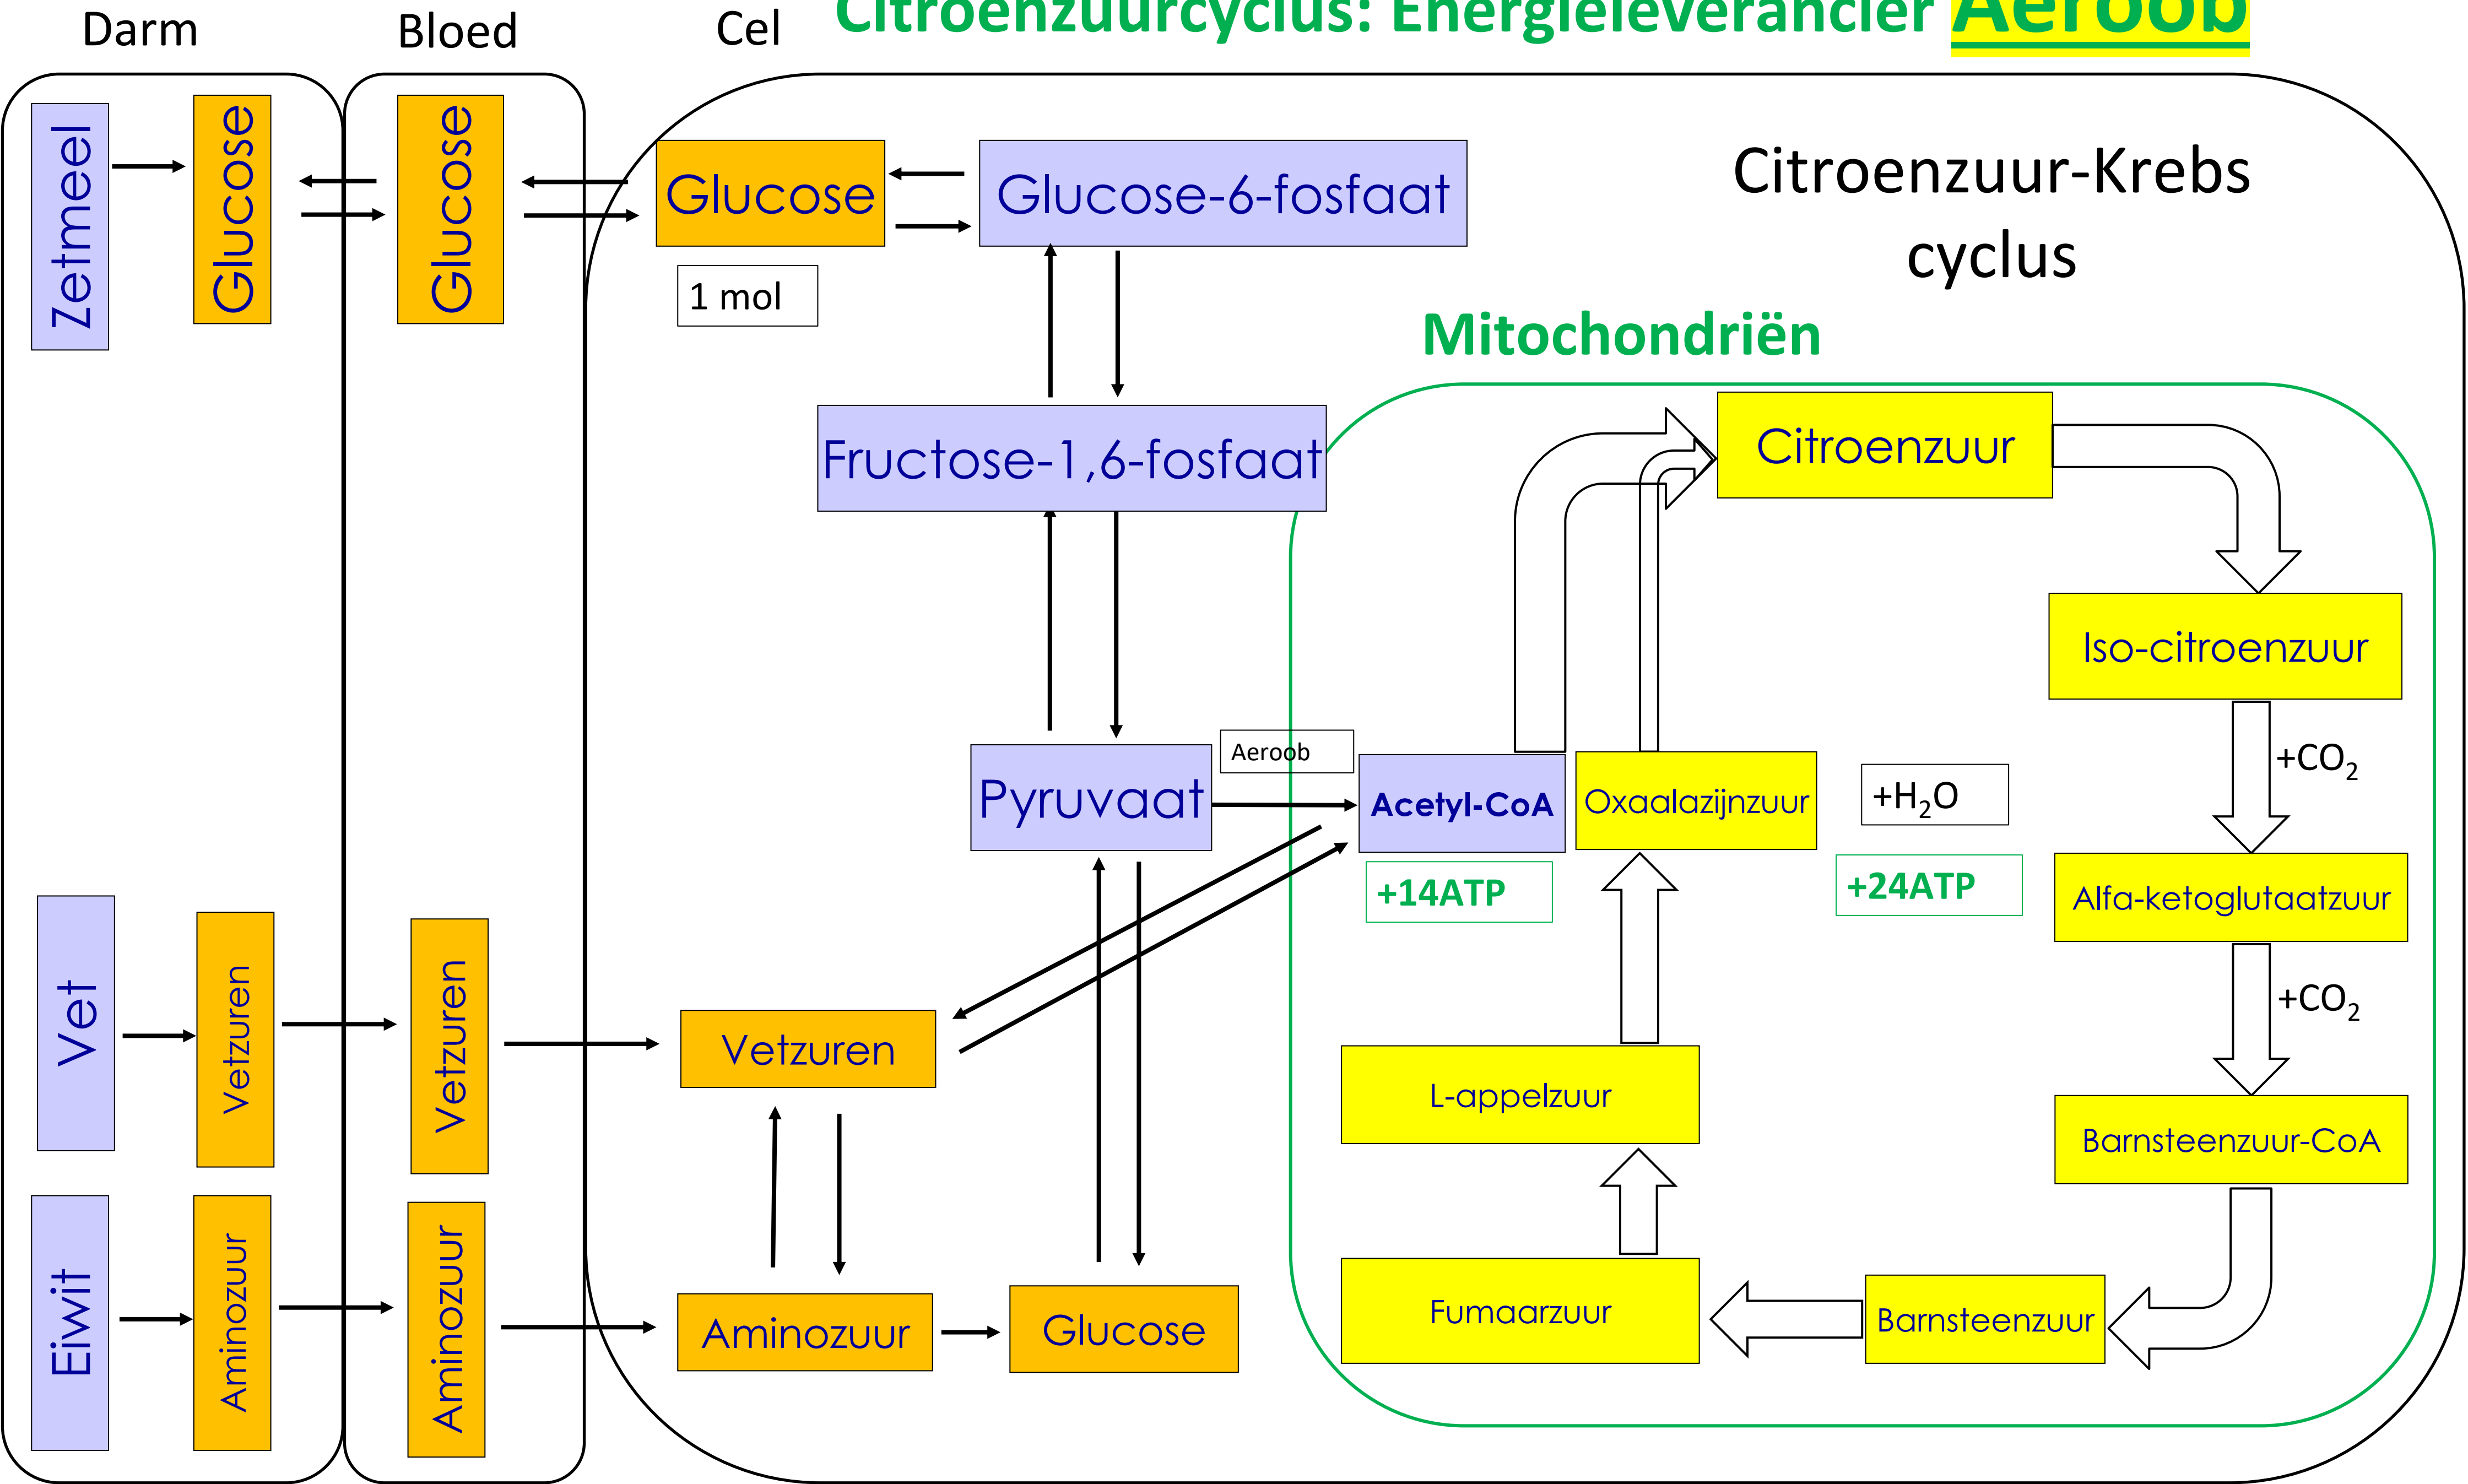 Citroenzuurcyclus: Energieleverancier Aeroob
Darm
Bloed
Cel
Zetmeel
Glucose
Glucose
Glucose
Glucose-6-fosfaat
Citroenzuur-Krebs
cyclus
1 mol
Mitochondriën
Fructose-1,6-fosfaat
Citroenzuur
Iso-citroenzuur
+CO2
Aeroob
Pyruvaat
Acetyl-CoA
Oxaalazijnzuur
+H2O
+14ATP
+24ATP
Alfa-ketoglutaatzuur
+CO2
Vet
Vetzuren
Vetzuren
Vetzuren
L-appelzuur
Barnsteenzuur-CoA
Eiwit
Aminozuur
Aminozuur
Aminozuur
Glucose
Fumaarzuur
Barnsteenzuur